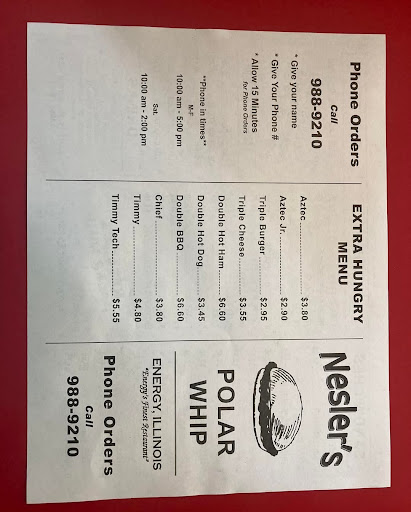 Phone Orders
Call
988-9210
* Give your name
* Give Your Phone #
* Allow 15 Minutes
for Phone Orders
**Phone in times**
M-F
10:00 am - 5:00 pm
Sat.
10:00 am - 2:00 pm
EXTRA HUNGRY
MENU
Aztec $3.80
Aztec Jr. $2.90
Triple Burger $2.95
Triple Cheese $3.55
Double Hot Ham $6.60
Double Hot Dog $3.45
Double BBQ $6.60
Chief $3.80
Timmy $4.80
Timmy Tech $5.55
Nesler's
POLAR
WHIP
ENERGY, ILLINOIS
"Energy's Finest Restaurant"
Phone Orders
Call
988-9210